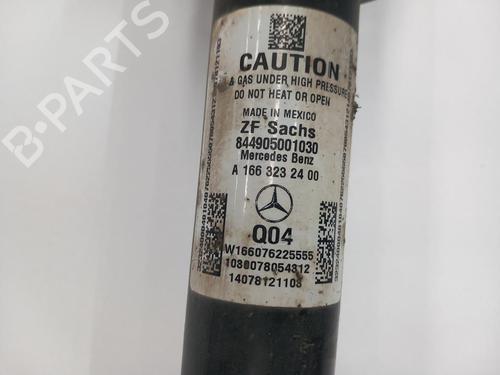 CAUTION
& GAS UNDER HIGH PRESSURE
DO NOT HEAT OR OPEN
MADE IN MEXICO
ZF Sachs
844905001030
Mercedes Benz
A 166 323 24 00
Q04
W166076225555
1030078054312
14078121103
B-PARTS